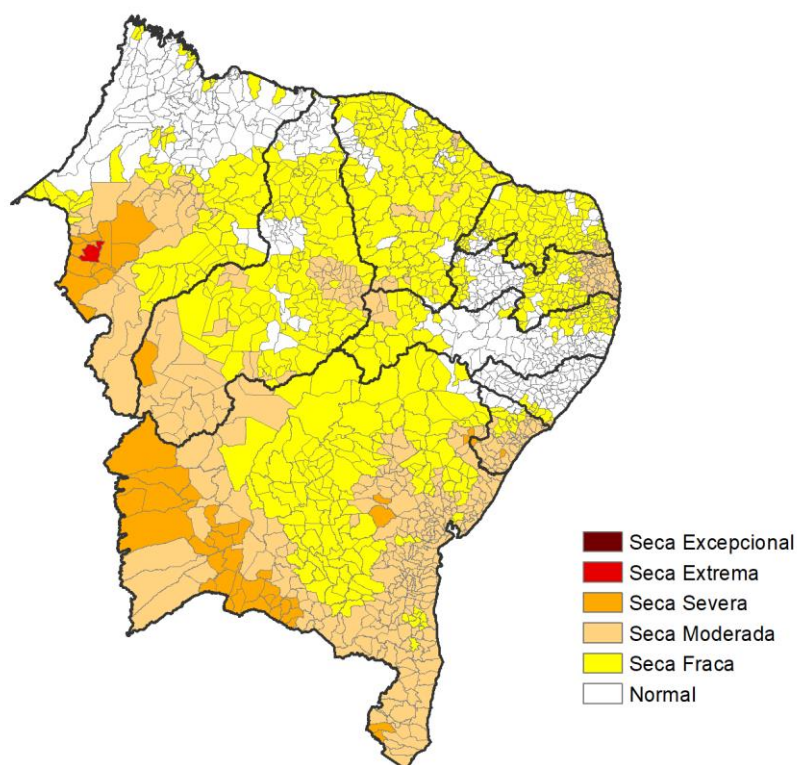 Seca Excepcional
Seca Extrema
Seca Severa
Seca Moderada
Seca Fraca
Normal